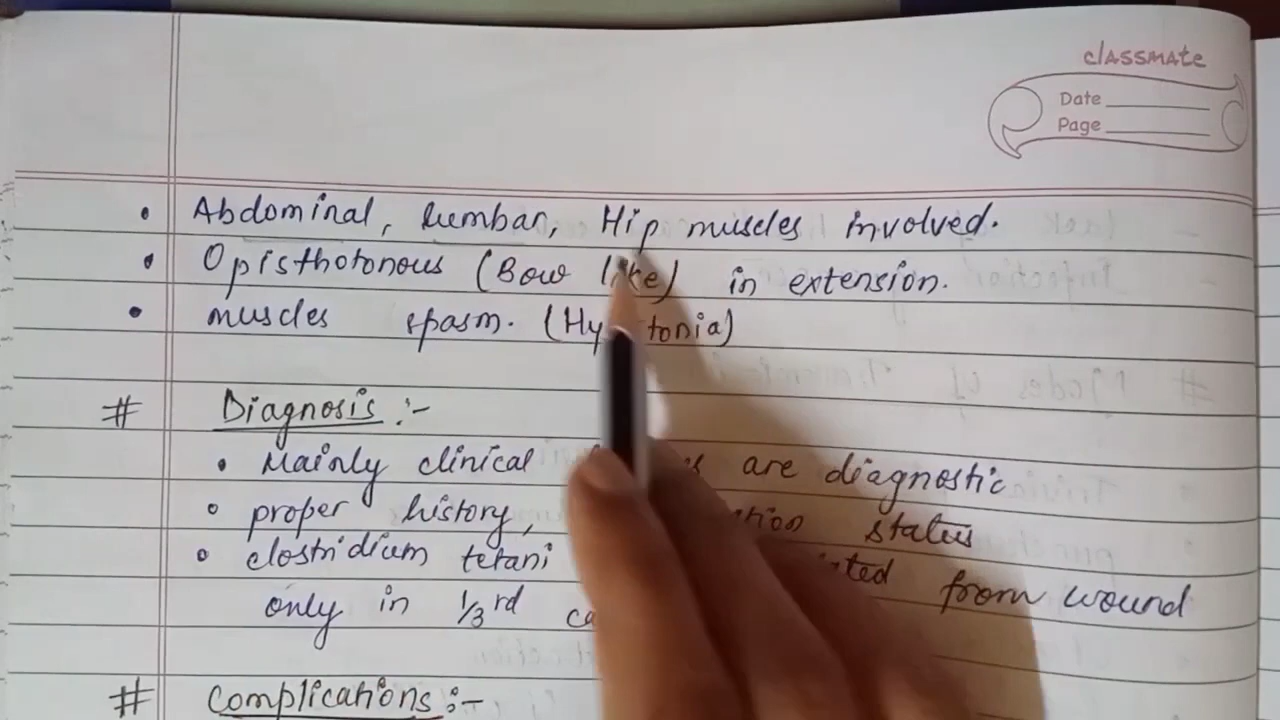 classmate
Date
Page
• Abdominal, Lumbar, Hip muscles involved.
• Opisthotonous (Bow like) in extension.
• muscles spasm. (Hy tonia)
# Diagnosis :-
• Mainly clinical are diagnostic
• proper history, status
• clostridium tetani from wound
only in 1/3rd
# Complications :-